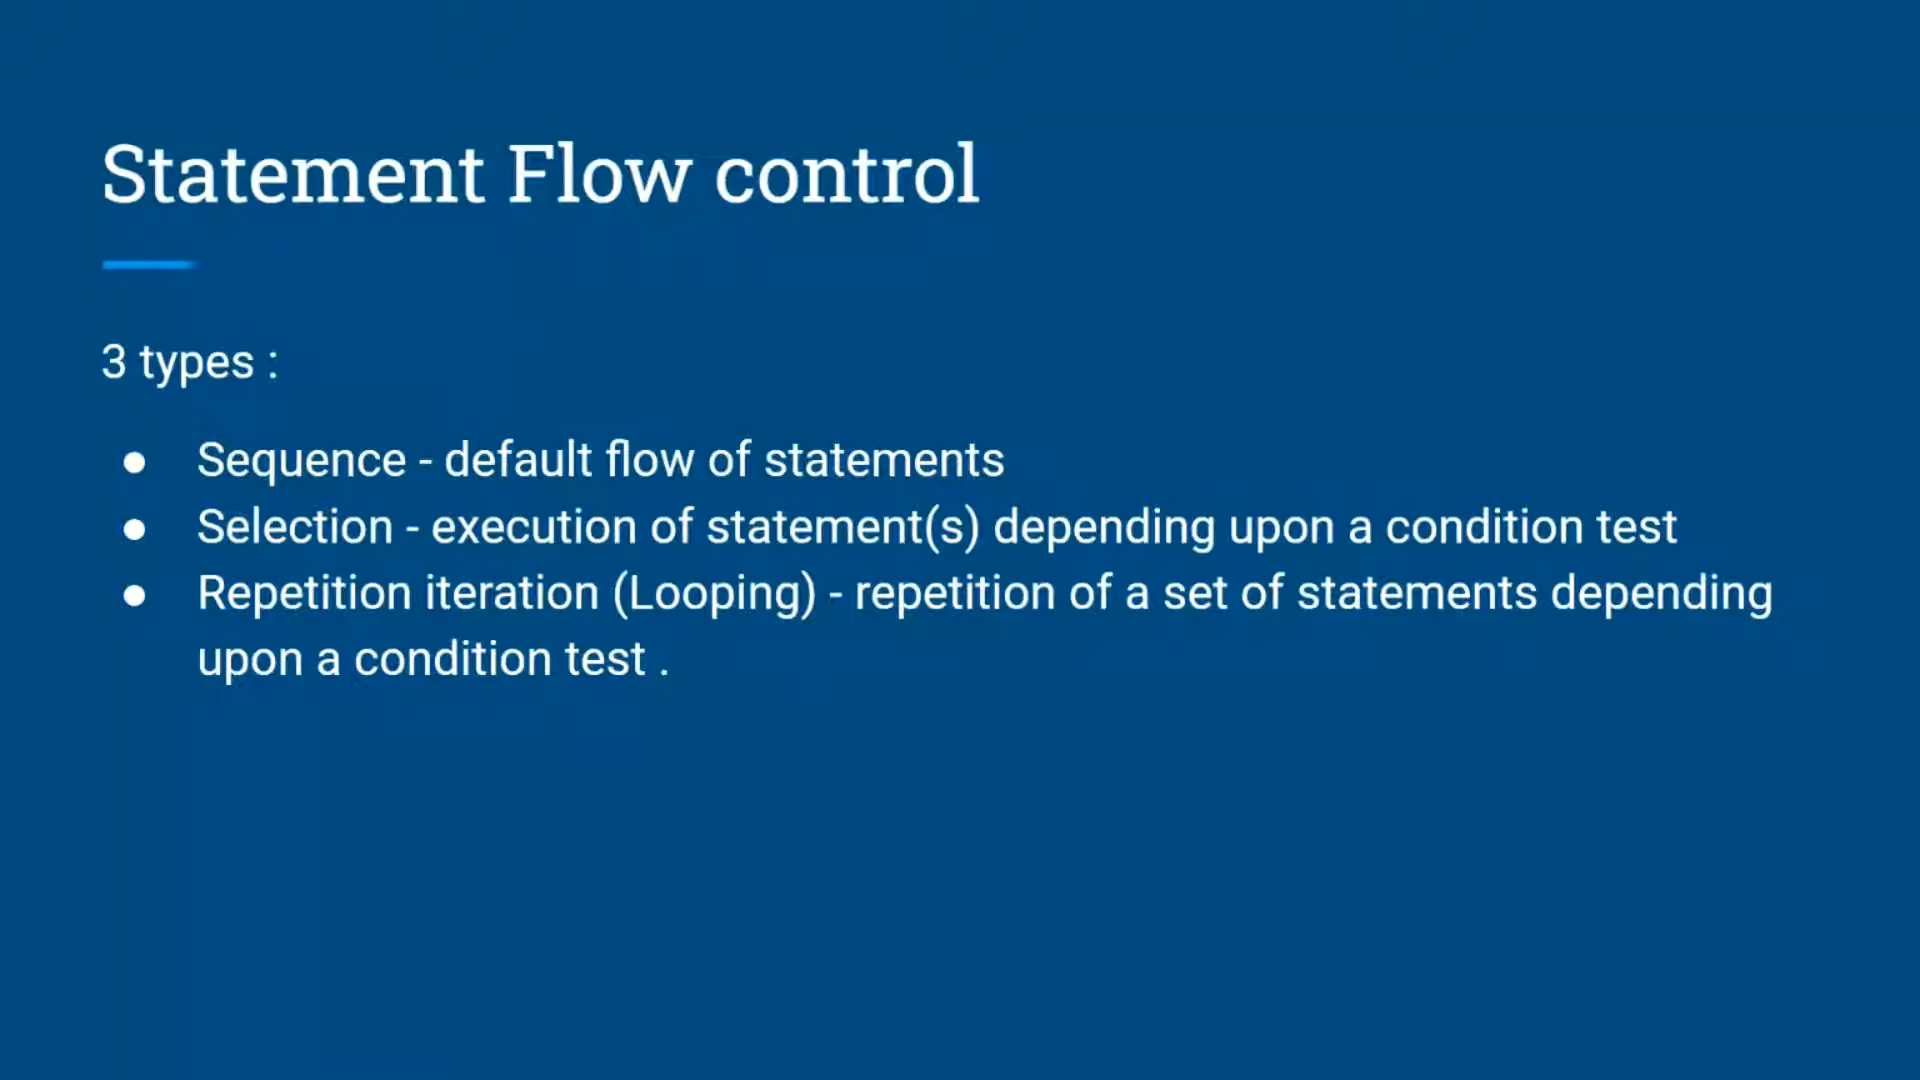 Statement Flow control
3 types :
● Sequence - default flow of statements
● Selection - execution of statement(s) depending upon a condition test
● Repetition iteration (Looping) - repetition of a set of statements depending
upon a condition test .